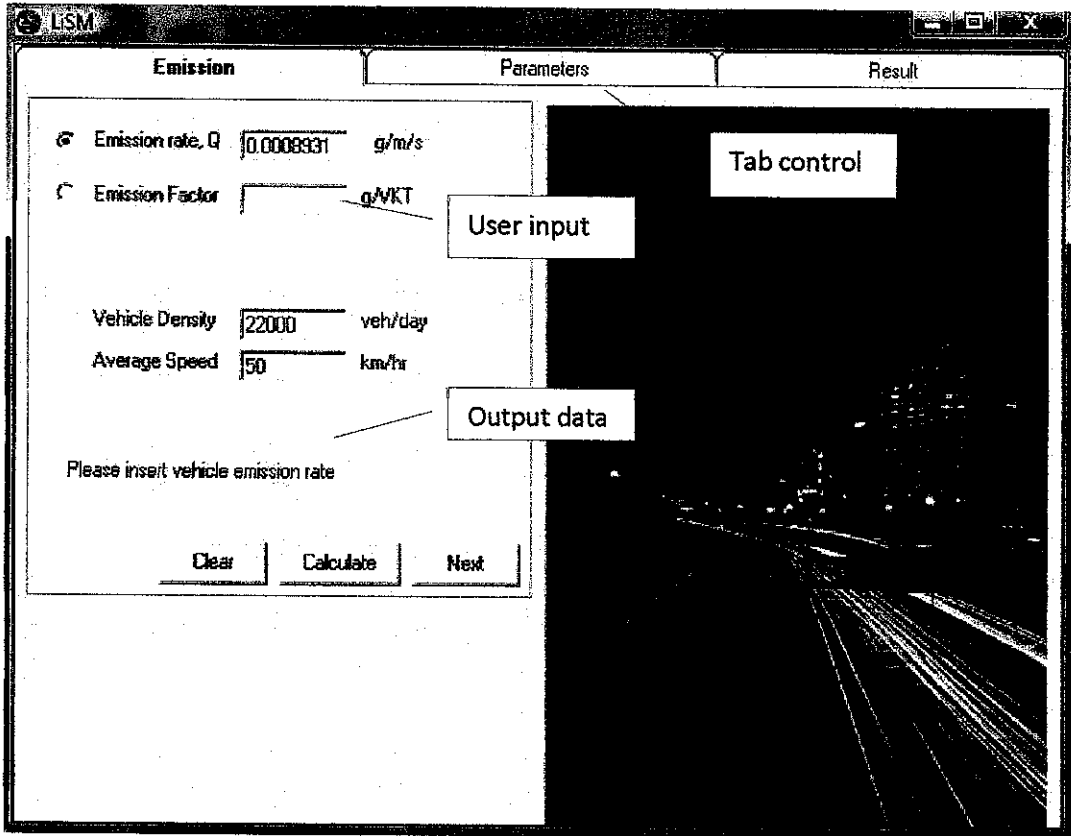 LiSM
Emission Parameters Result
Emission rate, Q 0.0008931 g/m/s
Tab control
Emission Factor g/VKT
User input
Vehicle Density 22000 veh/day
Average Speed 50 km/hr
Output data
Please insert vehicle emission rate
Clear Calculate Next